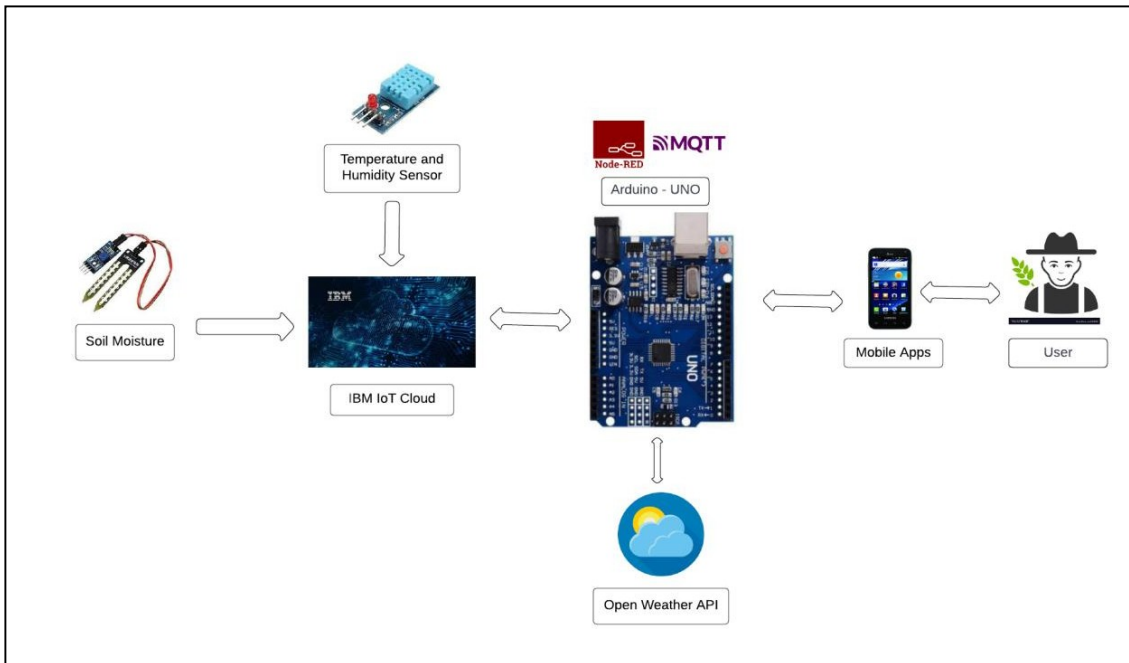 Temperature and
Humidity Sensor
Node-RED
MQTT
Arduino - UNO
IBM
Soil Moisture
IBM IoT Cloud
UNO
Mobile Apps
User
Open Weather API